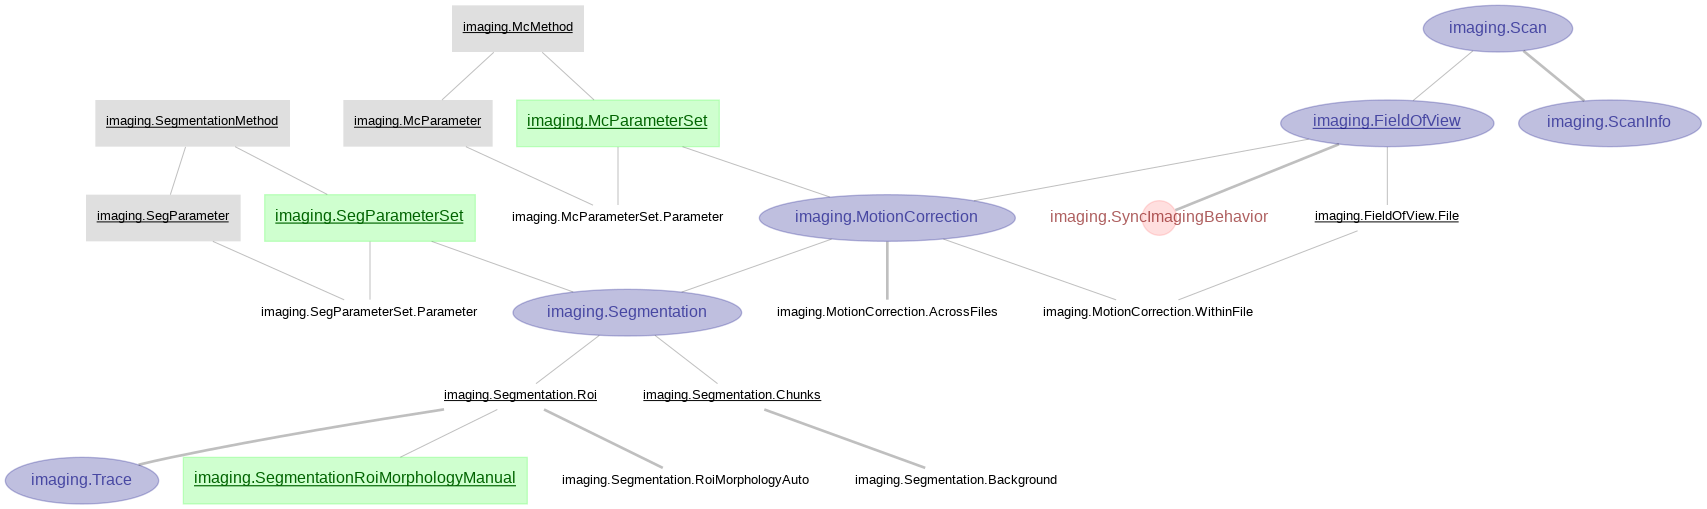 imaging.McMethod
imaging.Scan
imaging.SegmentationMethod
imaging.McParameter
imaging.McParameterSet
imaging.FieldOfView
imaging.ScanInfo
imaging.SegParameter
imaging.SegParameterSet
imaging.McParameterSet.Parameter
imaging.MotionCorrection
imaging.SyncImagingBehavior
imaging.FieldOfView.File
imaging.SegParameterSet.Parameter
imaging.Segmentation
imaging.MotionCorrection.AcrossFiles
imaging.MotionCorrection.WithinFile
imaging.Segmentation.Roi
imaging.Segmentation.Chunks
imaging.Trace
imaging.SegmentationRoiMorphologyManual
imaging.Segmentation.RoiMorphologyAuto
imaging.Segmentation.Background